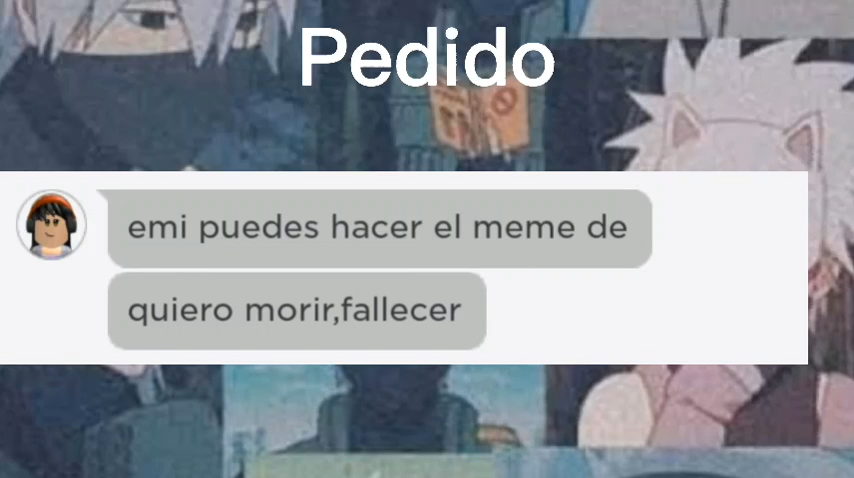 Pedido
emi puedes hacer el meme de
quiero morir,fallecer